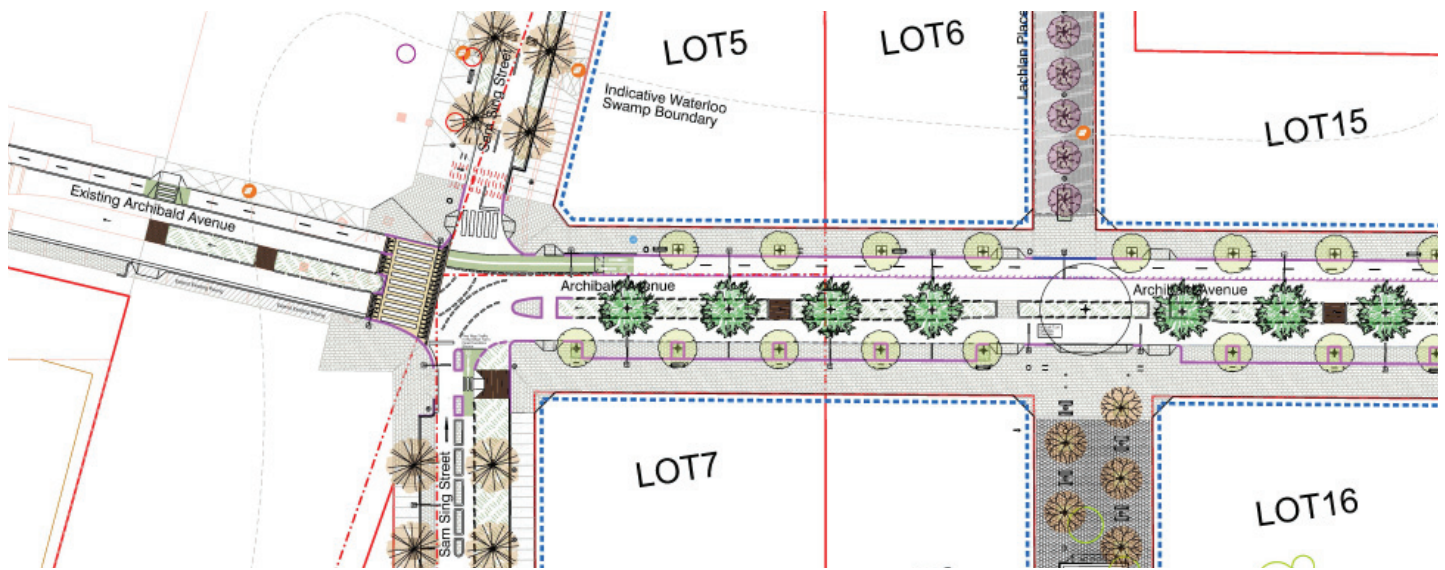 LOT5
LOT6
Lachlan Place
Sam Sing Street
Indicative Waterloo
Swamp Boundary
LOT15
Existing Archibald Avenue
Archibald Avenue
Archibald Avenue
LOT7
Sam Sing Street
LOT16